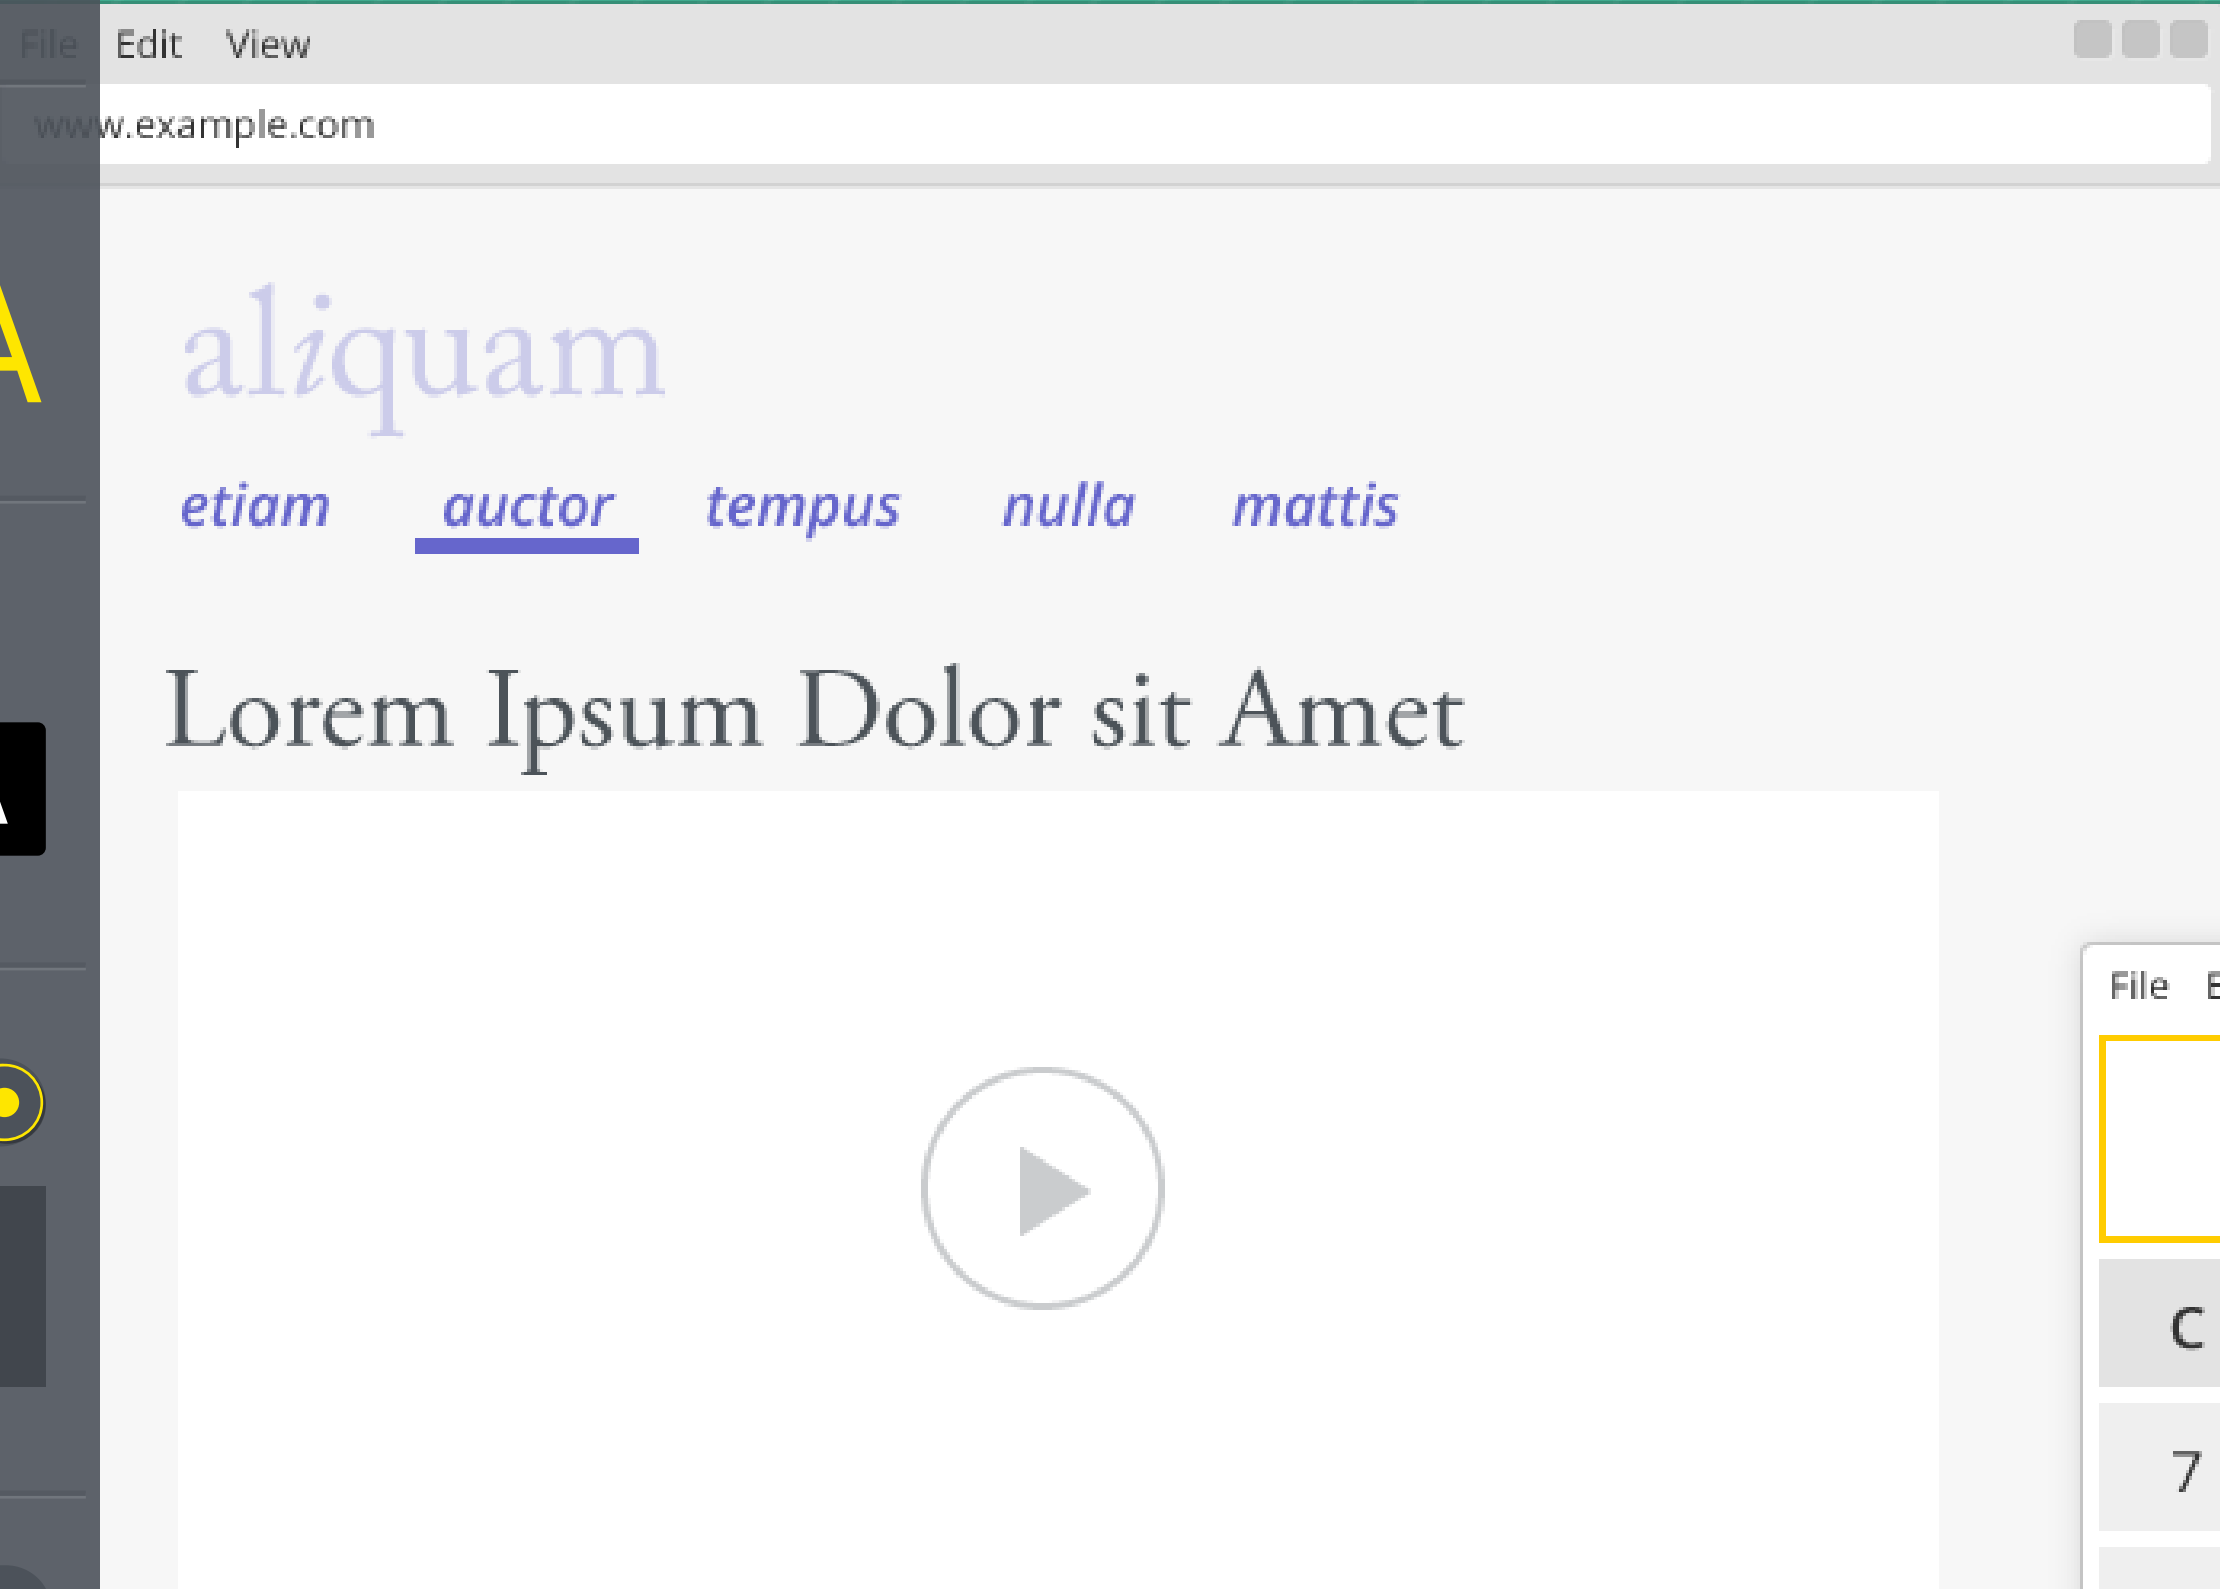 File Edit View
www.example.com
A
aliquam
etiam auctor tempus nulla mattis
Lorem Ipsum Dolor sit Amet
File
C
7